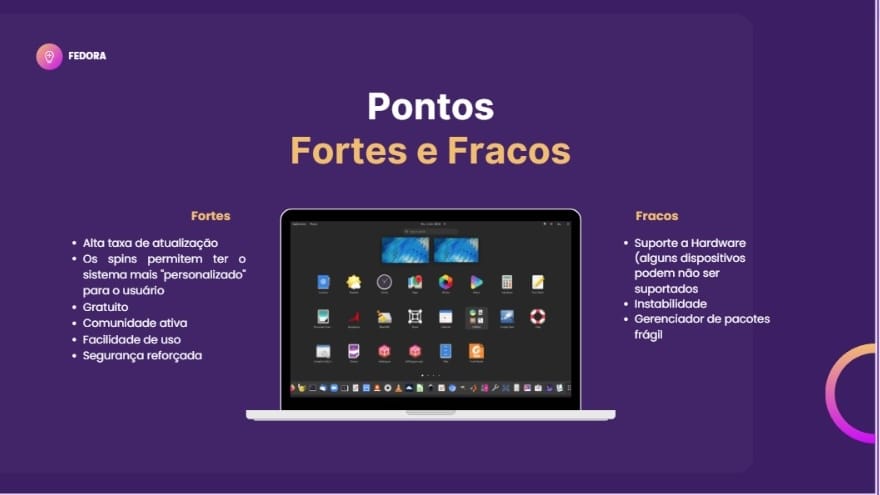 FEDORA
Pontos
Fortes e Fracos
Fortes
• Alta taxa de atualização
• Os spins permitem ter o
sistema mais "personalizado"
para o usuário
• Gratuito
• Comunidade ativa
• Facilidade de uso
• Segurança reforçada
Fracos
• Suporte a Hardware
(alguns dispositivos
podem não ser
suportados
• Instabilidade
• Gerenciador de pacotes
frágil